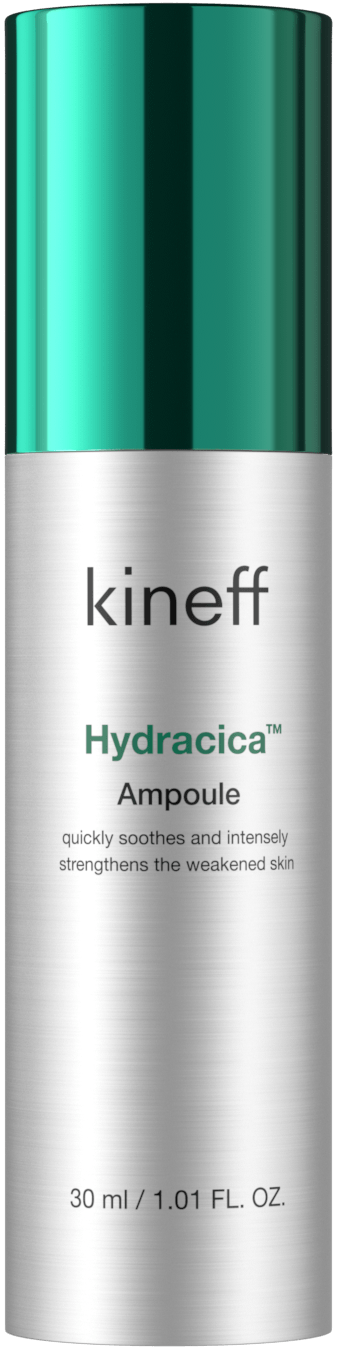 kineff
Hydracica™
Ampoule
quickly soothes and intensely
strengthens the weakened skin
30 ml / 1.01 FL. OZ.